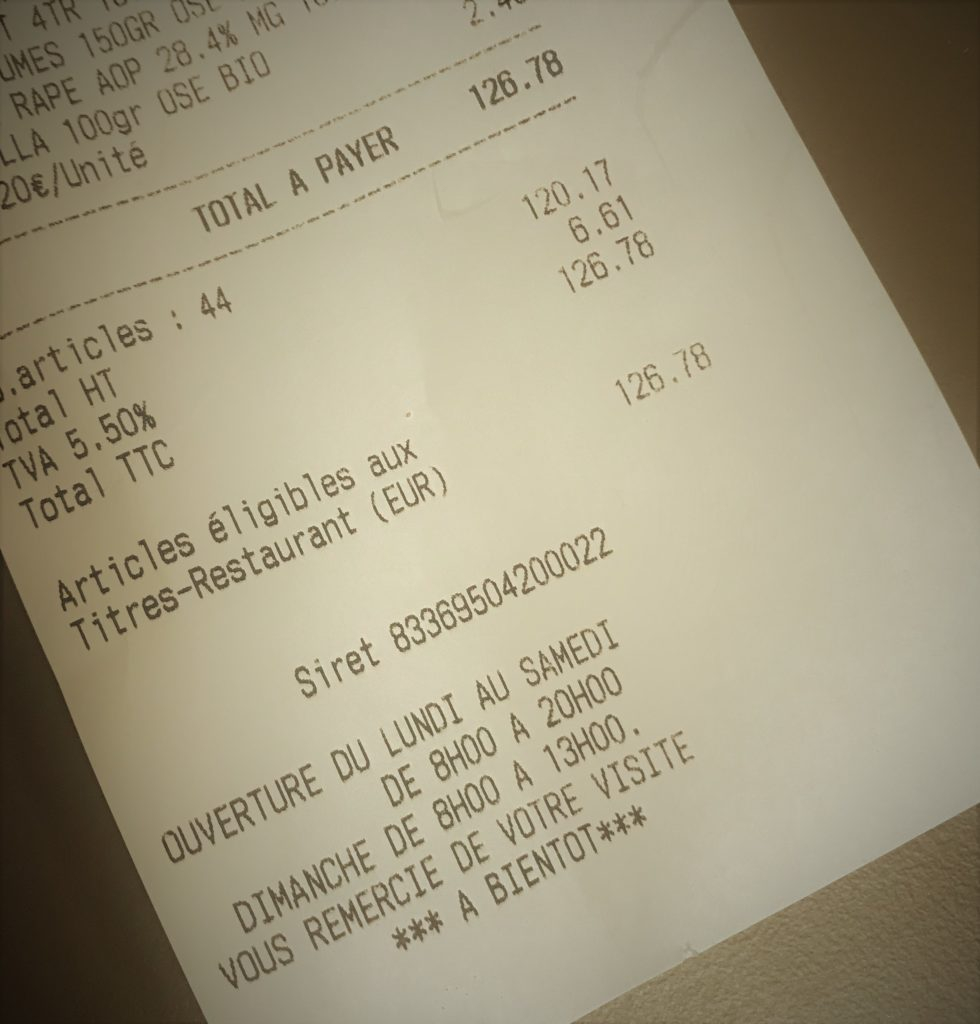 4TR
150GR OSE
RAPE AOP 28.4% MG
100gr OSE BIO
20€/Unité
TOTAL A PAYER 126.78
articles : 44
Total HT 120.17
TVA 5.50% 6.61
Total TTC 126.78
Articles éligibles aux
Titres-Restaurant (EUR) 126.78
Siret 83369504200022
OUVERTURE DU LUNDI AU SAMEDI
DE 8H00 A 20H00
DIMANCHE DE 8H00 A 13H00.
VOUS REMERCIE DE VOTRE VISITE
*** A BIENTOT***